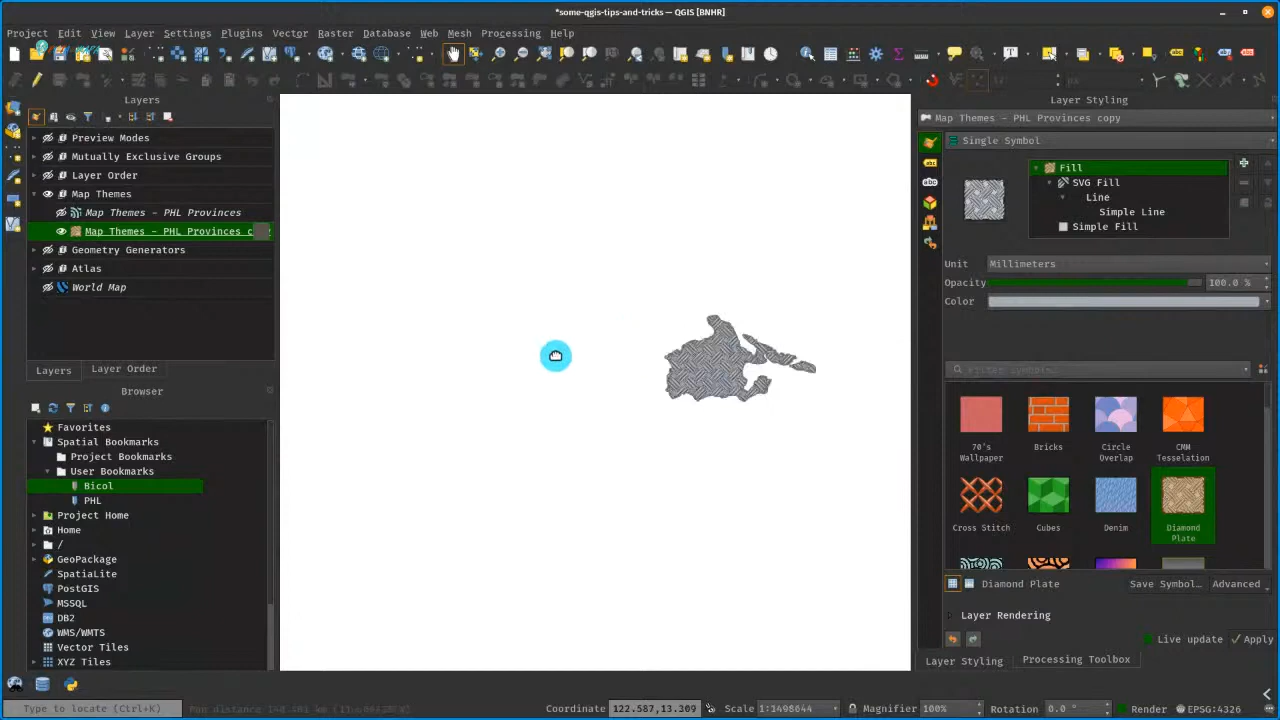 *some-qgis-tips-and-tricks — QGIS [BNHR]
Project Edit View Layer Settings Plugins Vector Raster Database Web Mesh Processing Help
Layers
Preview Modes
Mutually Exclusive Groups
Layer Order
Map Themes
Map Themes – PHL Provinces
Map Themes – PHL Provinces c
Geometry Generators
Atlas
World Map
Layers Layer Order
Browser
Favorites
Spatial Bookmarks
Project Bookmarks
User Bookmarks
Bicol
PHL
Project Home
Home
/
GeoPackage
SpatiaLite
PostGIS
MSSQL
DB2
WMS/WMTS
Vector Tiles
XYZ Tiles
Layer Styling
Map Themes – PHL Provinces copy
Single Symbol
Fill
SVG Fill
Line
Simple Line
Simple Fill
Unit Millimeters
Opacity 100.0 %
Color
Filter symbols…
70's Wallpaper
Bricks
Circle Overlap
CMW Tesselation
Cross Stitch
Cubes
Denim
Diamond Plate
Diamond Plate Save Symbol… Advanced
Layer Rendering
Live update Apply
Layer Styling Processing Toolbox
Type to locate (Ctrl+K) Coordinate 122.587,13.309 Scale 1:1498644 Magnifier 100% Rotation 0.0 ° Render EPSG:4326